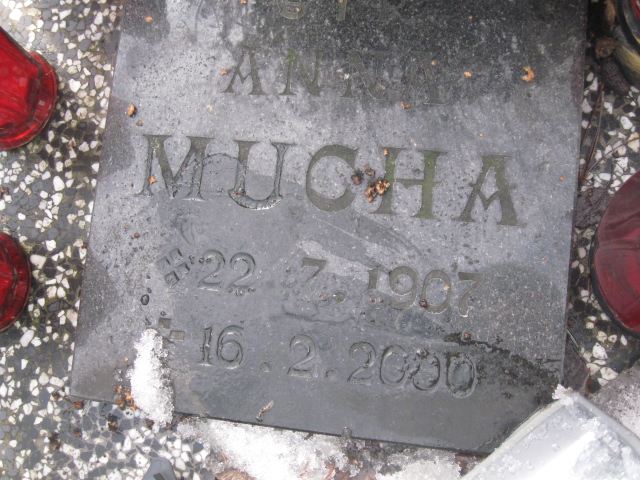 ANNA
MUCHA
* 22. 7. 1907
+ 16. 2. 2000